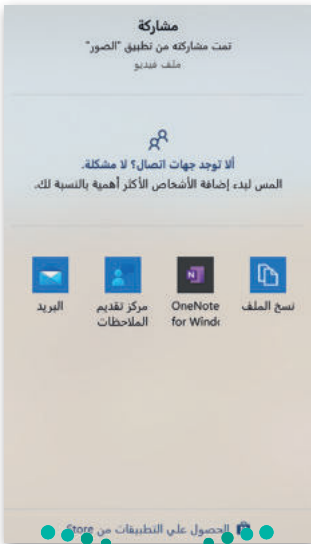 مشاركة
تمت مشاركته من تطبيق "الصور"
ملف فيديو
ألا توجد جهات اتصال؟ لا مشكلة.
المس لبدء إضافة الأشخاص الأكثر أهمية بالنسبة لك.
نسخ الملف
OneNote for Windo
مركز تقديم الملاحظات
البريد
الحصول على التطبيقات من Store